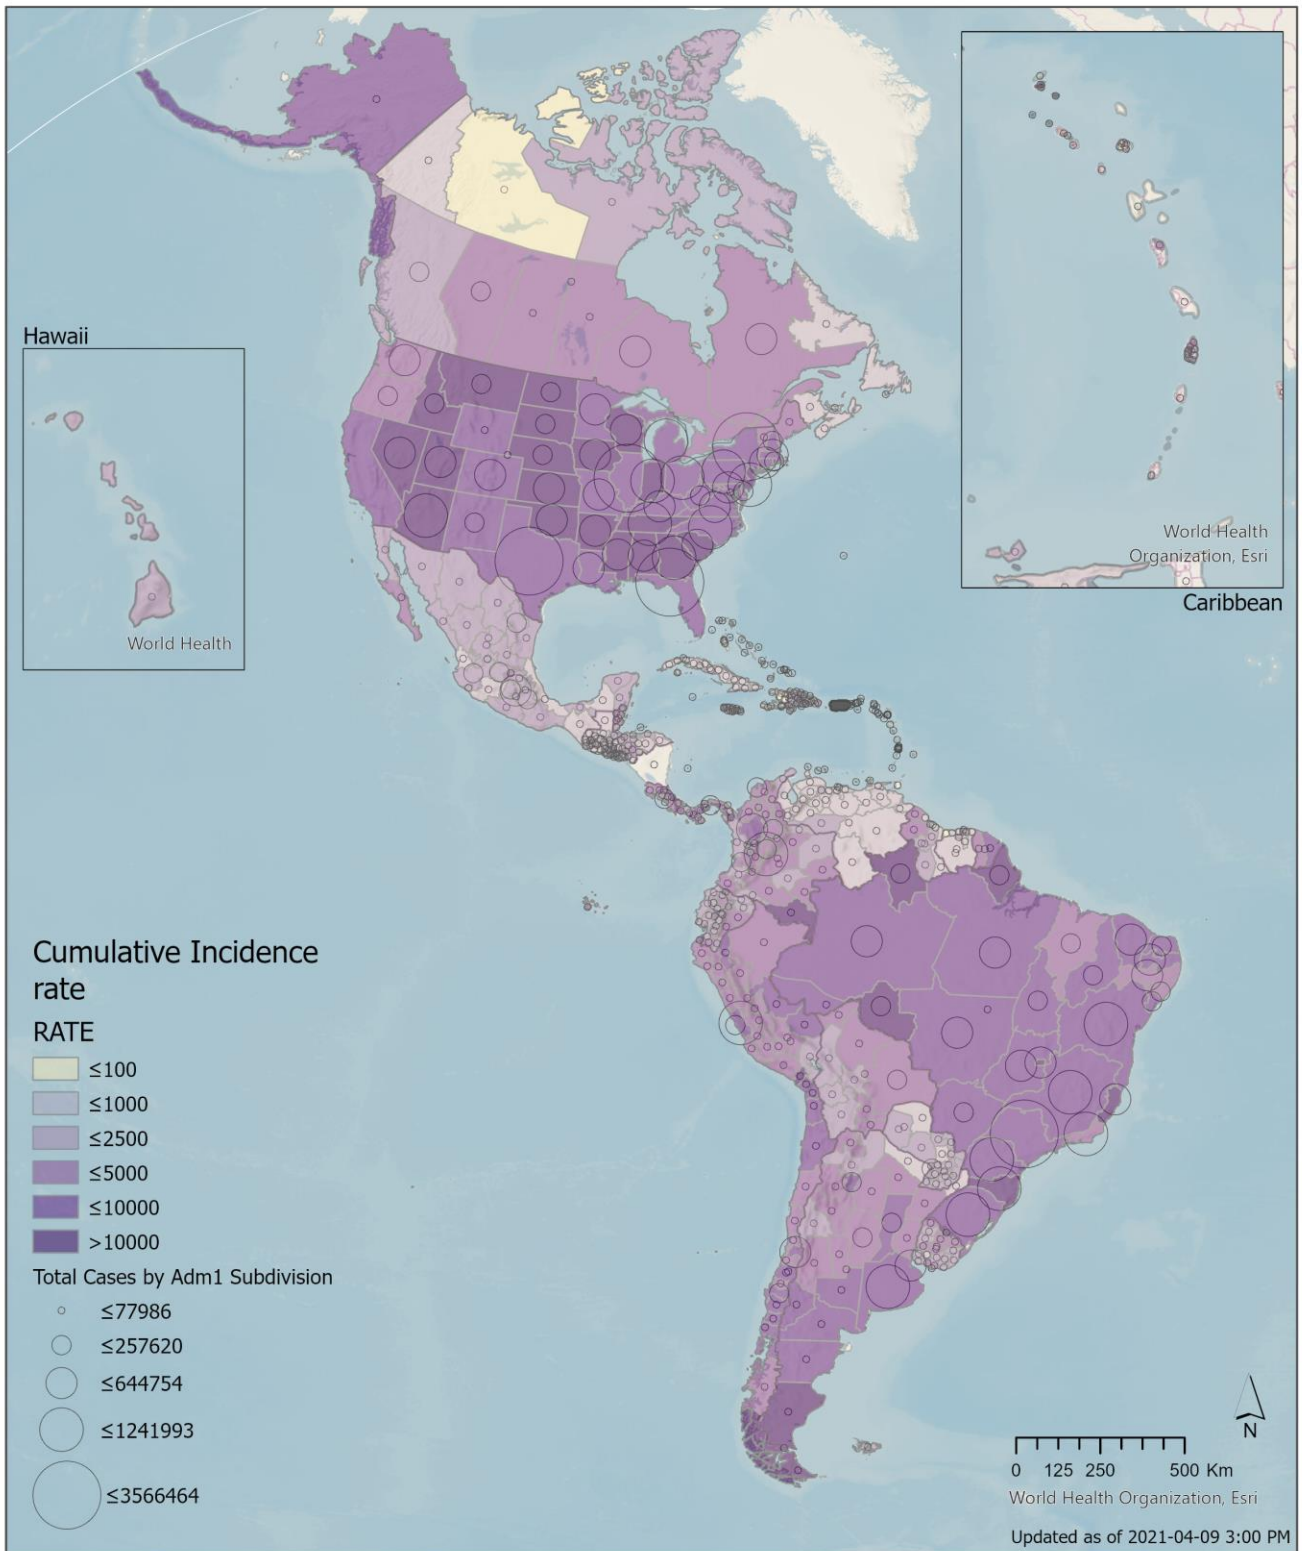 Hawaii
World Health
World Health
Organization, Esri
Caribbean
Cumulative Incidence
rate
RATE
≤100
≤1000
≤2500
≤5000
≤10000
>10000
Total Cases by Adm1 Subdivision
≤77986
≤257620
≤644754
≤1241993
≤3566464
N
0 125 250 500 Km
World Health Organization, Esri
Updated as of 2021-04-09 3:00 PM